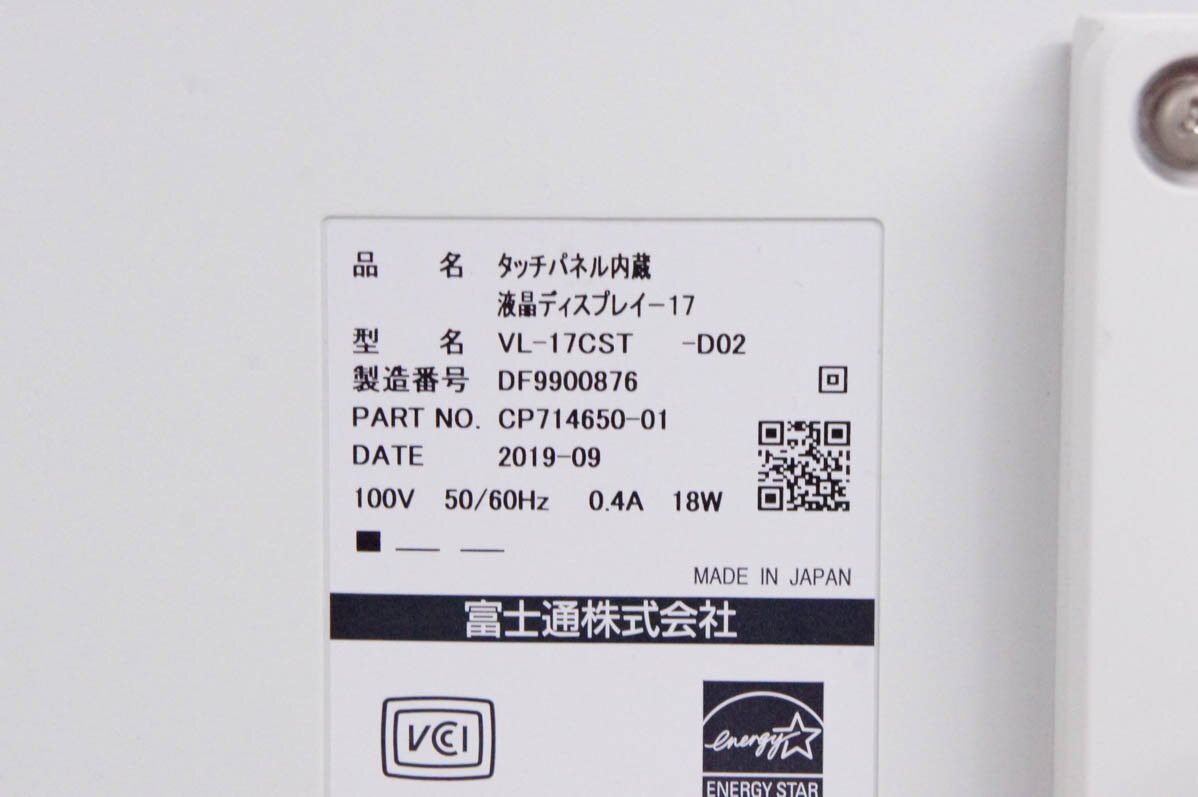 品 名 タッチパネル内蔵
液晶ディスプレイ-17
型 名 VL-17CST -D02
製造番号 DF9900876
PART NO. CP714650-01
DATE 2019-09
100V 50/60Hz 0.4A 18W
MADE IN JAPAN
富士通株式会社
VCCI
energy
ENERGY STAR